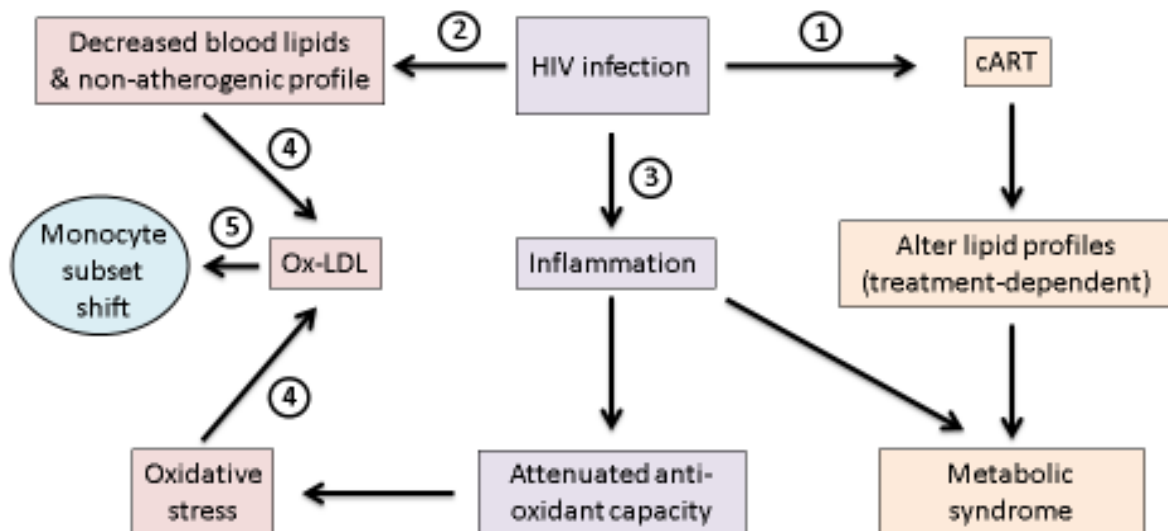 Decreased blood lipids
& non-atherogenic profile
2
HIV infection
1
cART
4
3
Monocyte
subset
shift
5
Ox-LDL
Inflammation
Alter lipid profiles
(treatment-dependent)
4
Oxidative
stress
Attenuated anti-
oxidant capacity
Metabolic
syndrome